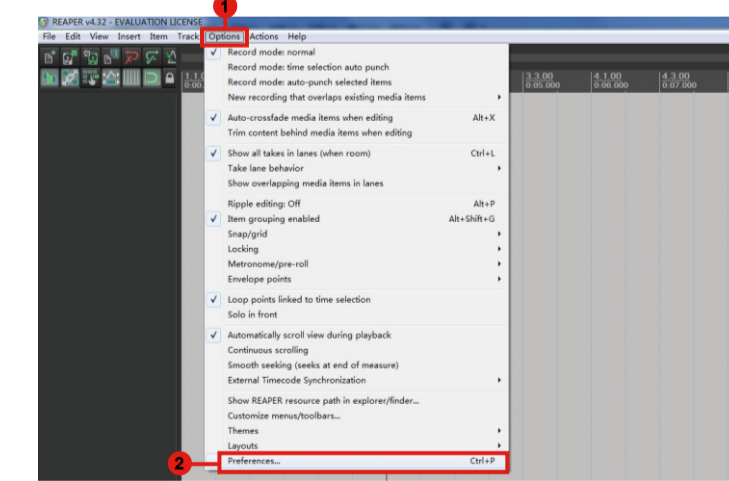 1
REAPER v4.32 - EVALUATION LICENSE
File Edit View Insert Item Track Options Actions Help
Record mode: normal
Record mode: time selection auto punch
Record mode: auto-punch selected items
New recording that overlaps existing media items
3.3.00 4.1.00 4.3.00
0:05.000 0:06.000 0:07.000
Auto-crossfade media items when editing Alt+X
Trim content behind media items when editing
Show all takes in lanes (when room) Ctrl+L
Take lane behavior
Show overlapping media items in lanes
Ripple editing: Off Alt+P
Item grouping enabled Alt+Shift+G
Snap/grid
Locking
Metronome/pre-roll
Envelope points
Loop points linked to time selection
Solo in front
Automatically scroll view during playback
Continuous scrolling
Smooth seeking (seeks at end of measure)
External Timecode Synchronization
Show REAPER resource path in explorer/finder...
Customize menus/toolbars...
Themes
Layouts
2 Preferences... Ctrl+P